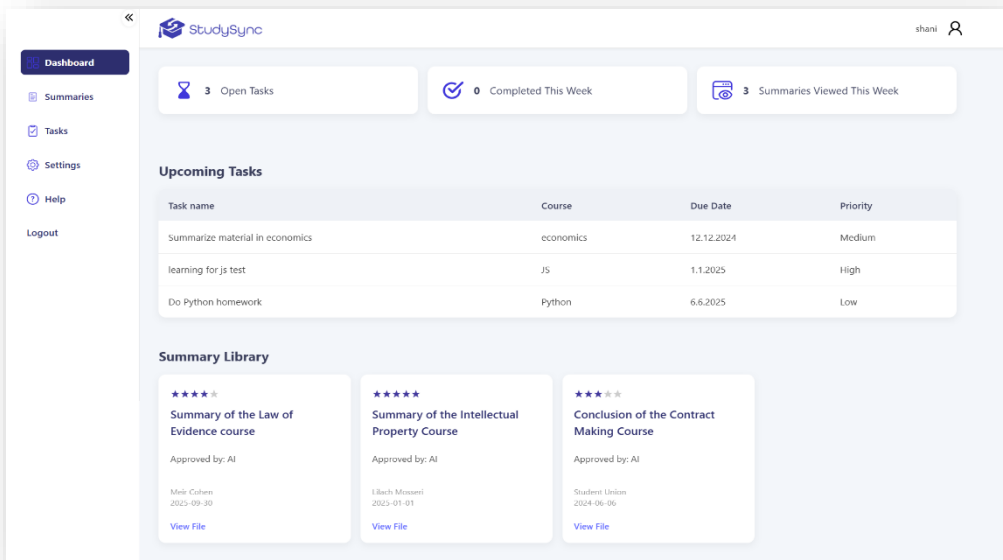 «
StudySync
shani
Dashboard
Summaries
Tasks
Settings
Help
Logout
3 Open Tasks
0 Completed This Week
3 Summaries Viewed This Week
Upcoming Tasks
Task name Course Due Date Priority
Summarize material in economics economics 12.12.2024 Medium
learning for js test JS 1.1.2025 High
Do Python homework Python 6.6.2025 Low
Summary Library
★★★★★
Summary of the Law of
Evidence course
Approved by: AI
Meir Cohen
2025-09-30
View File
★★★★★
Summary of the Intellectual
Property Course
Approved by: AI
Lilach Mosseri
2025-01-01
View File
★★★★★
Conclusion of the Contract
Making Course
Approved by: AI
Student Union
2024-06-06
View File